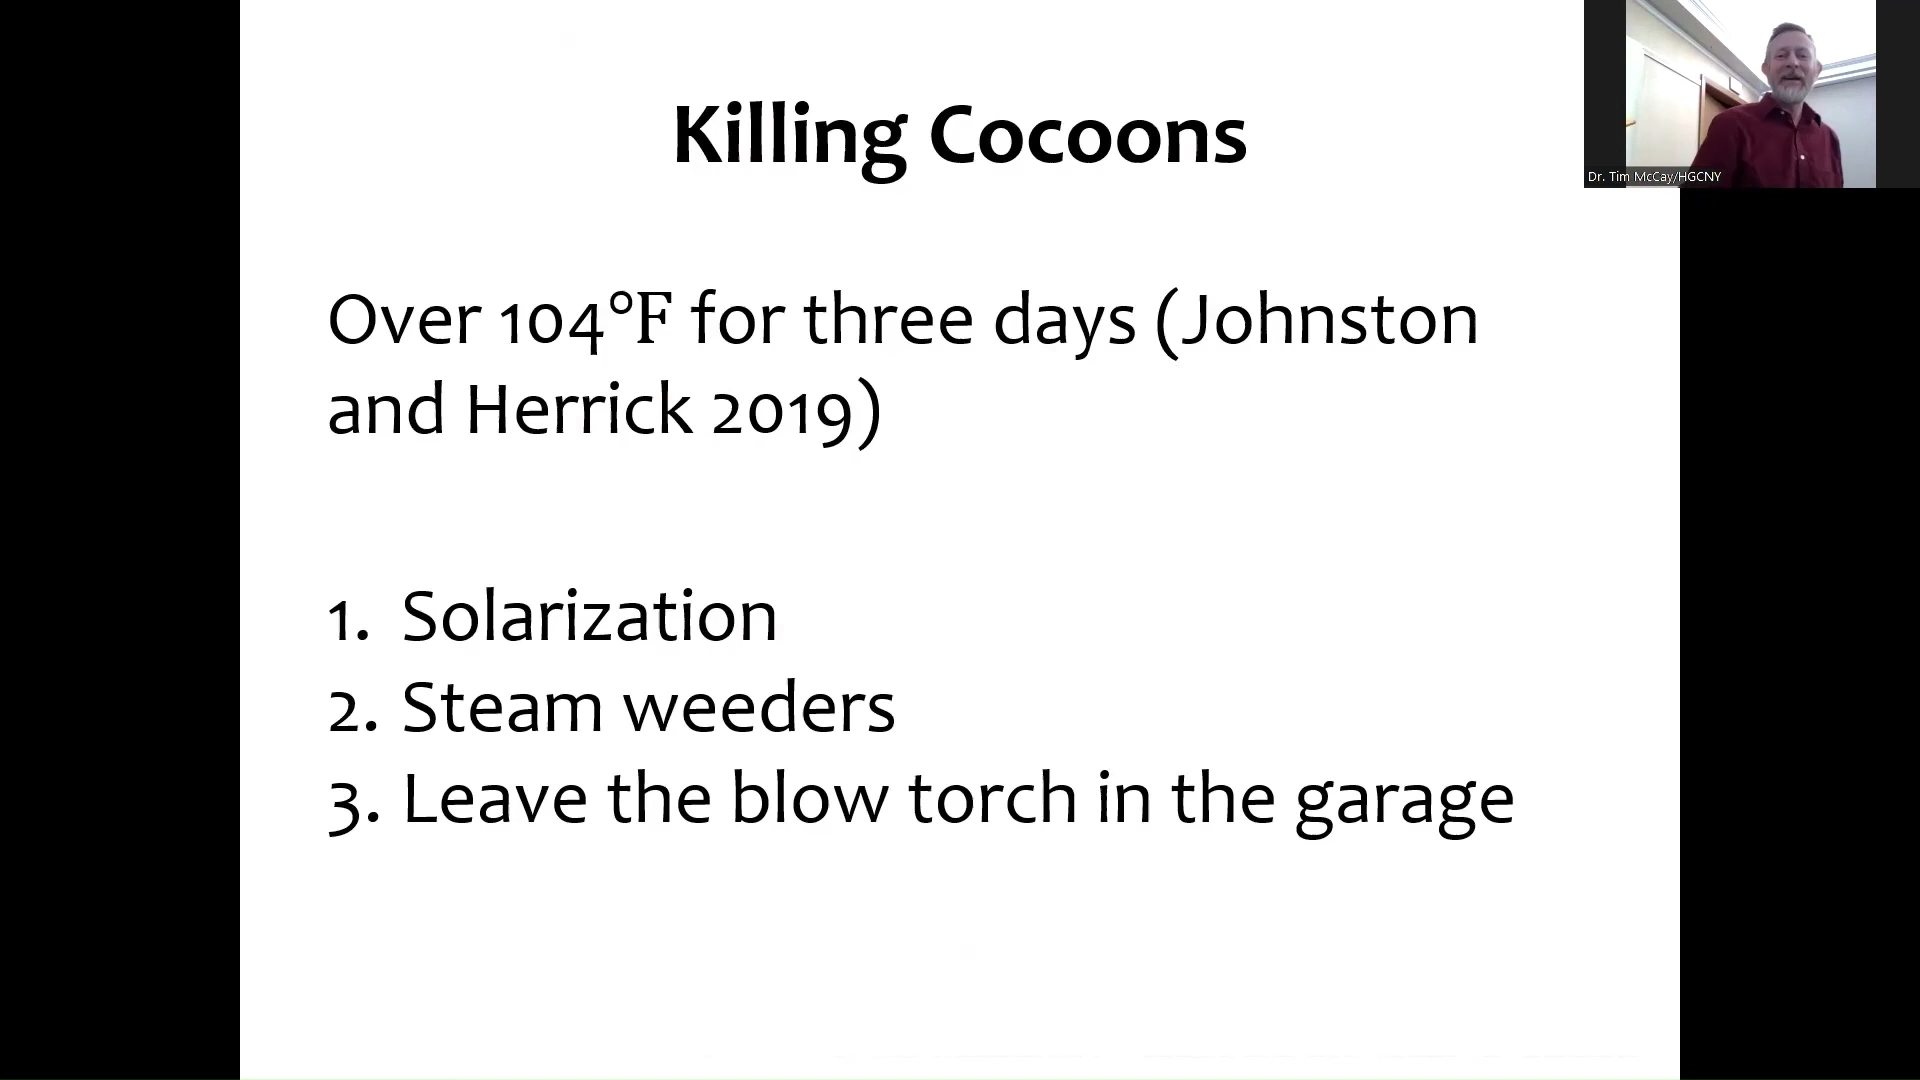 Killing Cocoons
Dr. Tim McCay/HGCNY
Over 104°F for three days (Johnston
and Herrick 2019)
1. Solarization
2. Steam weeders
3. Leave the blow torch in the garage